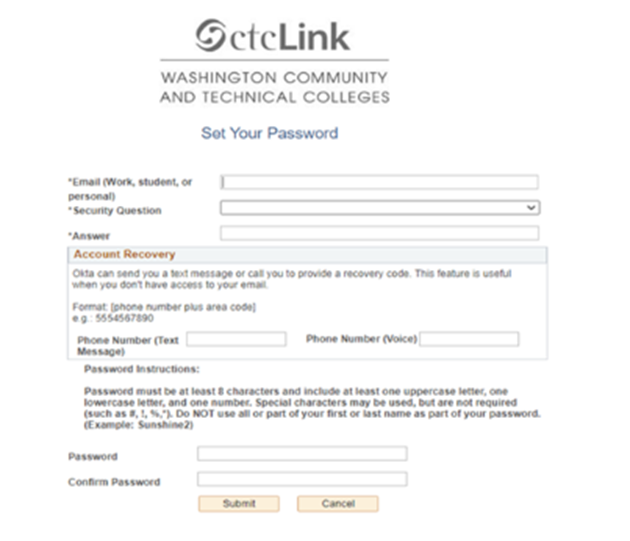 ctcLink
WASHINGTON COMMUNITY
AND TECHNICAL COLLEGES
Set Your Password
*Email (Work, student, or
personal)
*Security Question
*Answer
Account Recovery
Okta can send you a text message or call you to provide a recovery code. This feature is useful
when you don't have access to your email.
Format: [phone number plus area code]
e.g.: 5554567890
Phone Number (Text
Message)
Phone Number (Voice)
Password Instructions:
Password must be at least 8 characters and include at least one uppercase letter, one
lowercase letter, and one number. Special characters may be used, but are not required
(such as #, !, %,*). Do NOT use all or part of your first or last name as part of your password.
(Example: Sunshine2)
Password
Confirm Password
Submit Cancel